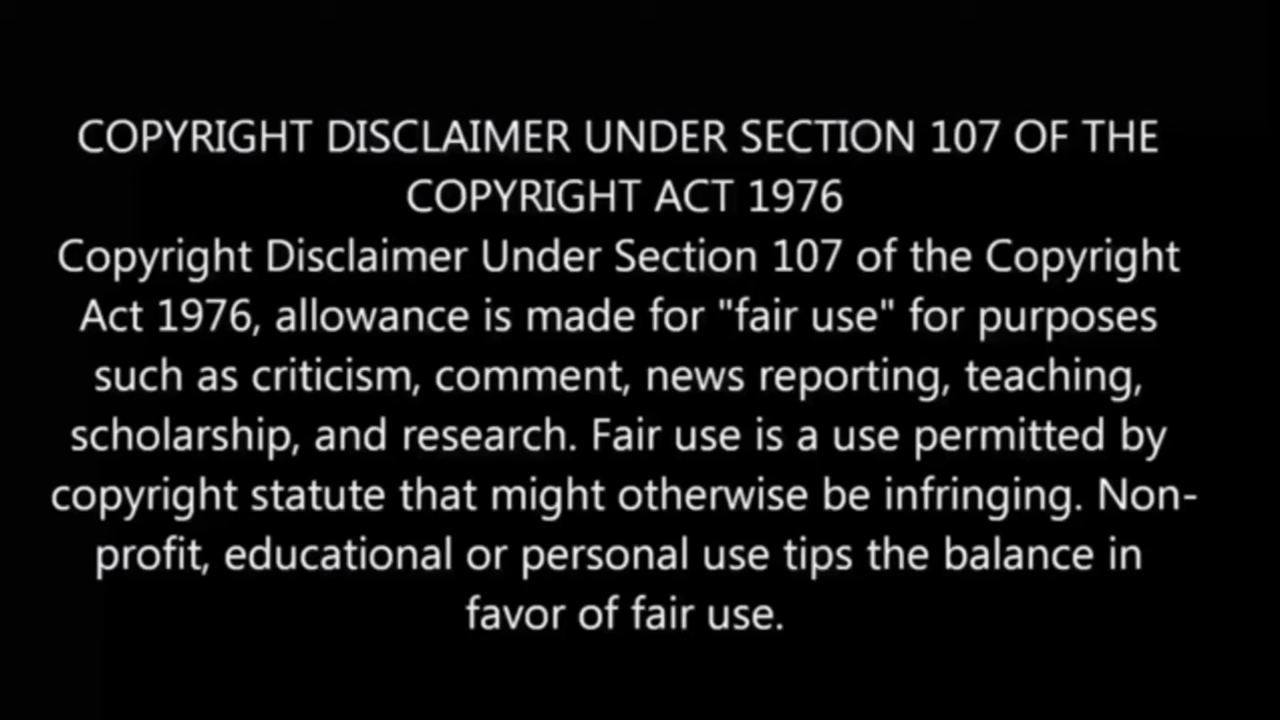 COPYRIGHT DISCLAIMER UNDER SECTION 107 OF THE
COPYRIGHT ACT 1976
Copyright Disclaimer Under Section 107 of the Copyright
Act 1976, allowance is made for "fair use" for purposes
such as criticism, comment, news reporting, teaching,
scholarship, and research. Fair use is a use permitted by
copyright statute that might otherwise be infringing. Non-
profit, educational or personal use tips the balance in
favor of fair use.